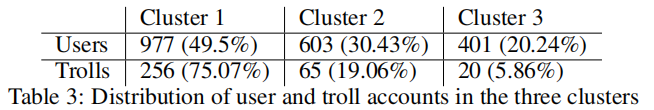 Cluster 1 Cluster 2 Cluster 3
Users 977 (49.5%) 603 (30.43%) 401 (20.24%)
Trolls 256 (75.07%) 65 (19.06%) 20 (5.86%)
Table 3: Distribution of user and troll accounts in the three clusters